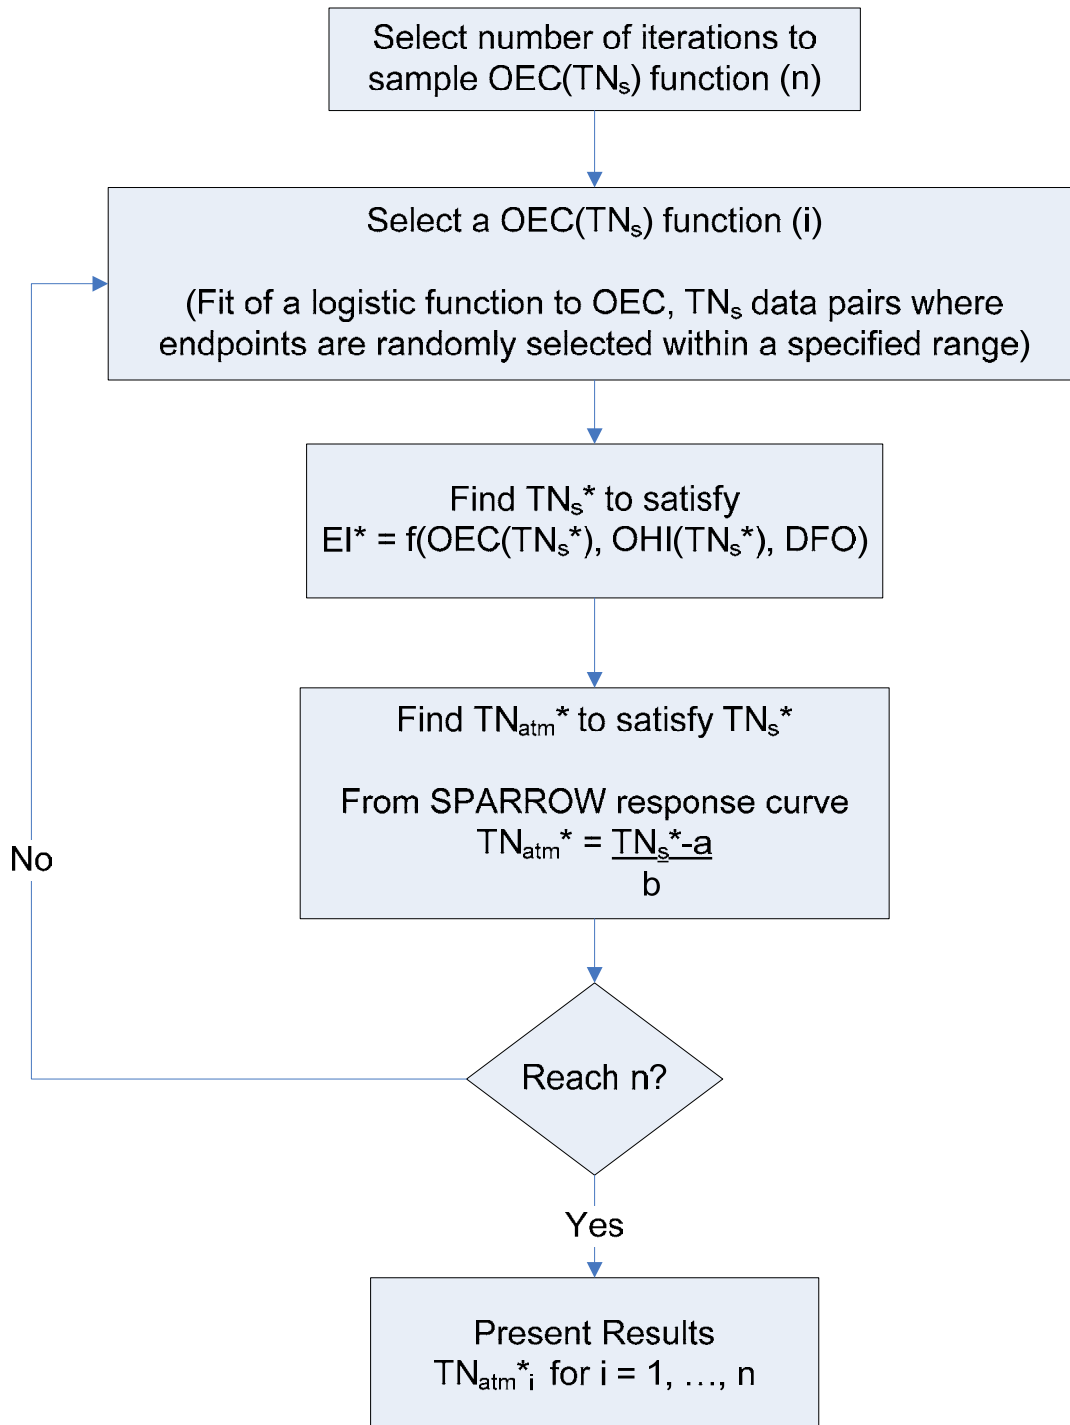 Select number of iterations to
sample OEC(TNs) function (n)
Select a OEC(TNs) function (i)
(Fit of a logistic function to OEC, TNs data pairs where
endpoints are randomly selected within a specified range)
Find TNs* to satisfy
EI* = f(OEC(TNs*), OHI(TNs*), DFO)
Find TNatm* to satisfy TNs*
From SPARROW response curve
TNatm* = TNs*-a
b
No
Reach n?
Yes
Present Results
TNatm*i for i = 1, …, n